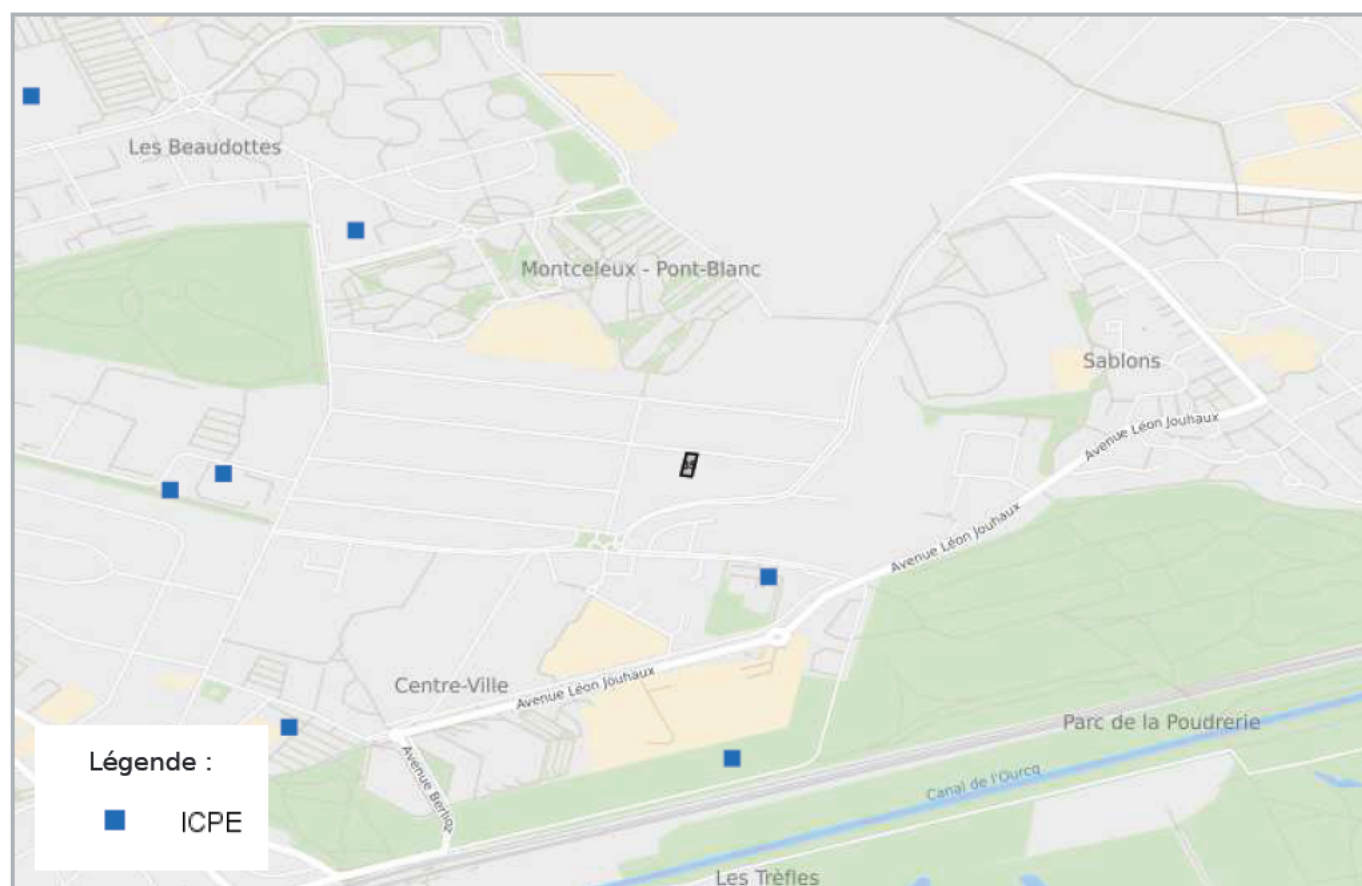 Les Beaudottes
Montceleux - Pont-Blanc
Sablons
Avenue Léon Jouhaux
Avenue Léon Jouhaux
Avenue Léon Jouhaux
Centre-Ville
Parc de la Poudrerie
Avenue Berlioz
Canal de l'Ourcq
Les Trèfles
Légende :
ICPE